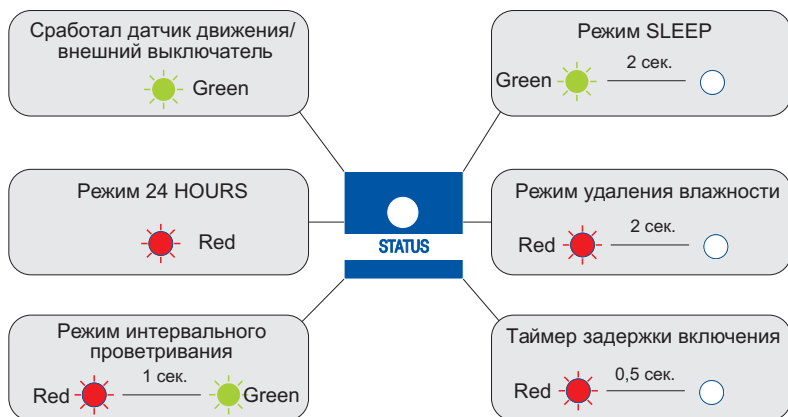 Сработал датчик движения/
внешний выключатель
Green
Режим SLEEP
Green 2 сек.
Режим 24 HOURS
Red
STATUS
Режим удаления влажности
Red 2 сек.
Режим интервального
проветривания
Red 1 сек. Green
Таймер задержки включения
Red 0,5 сек.